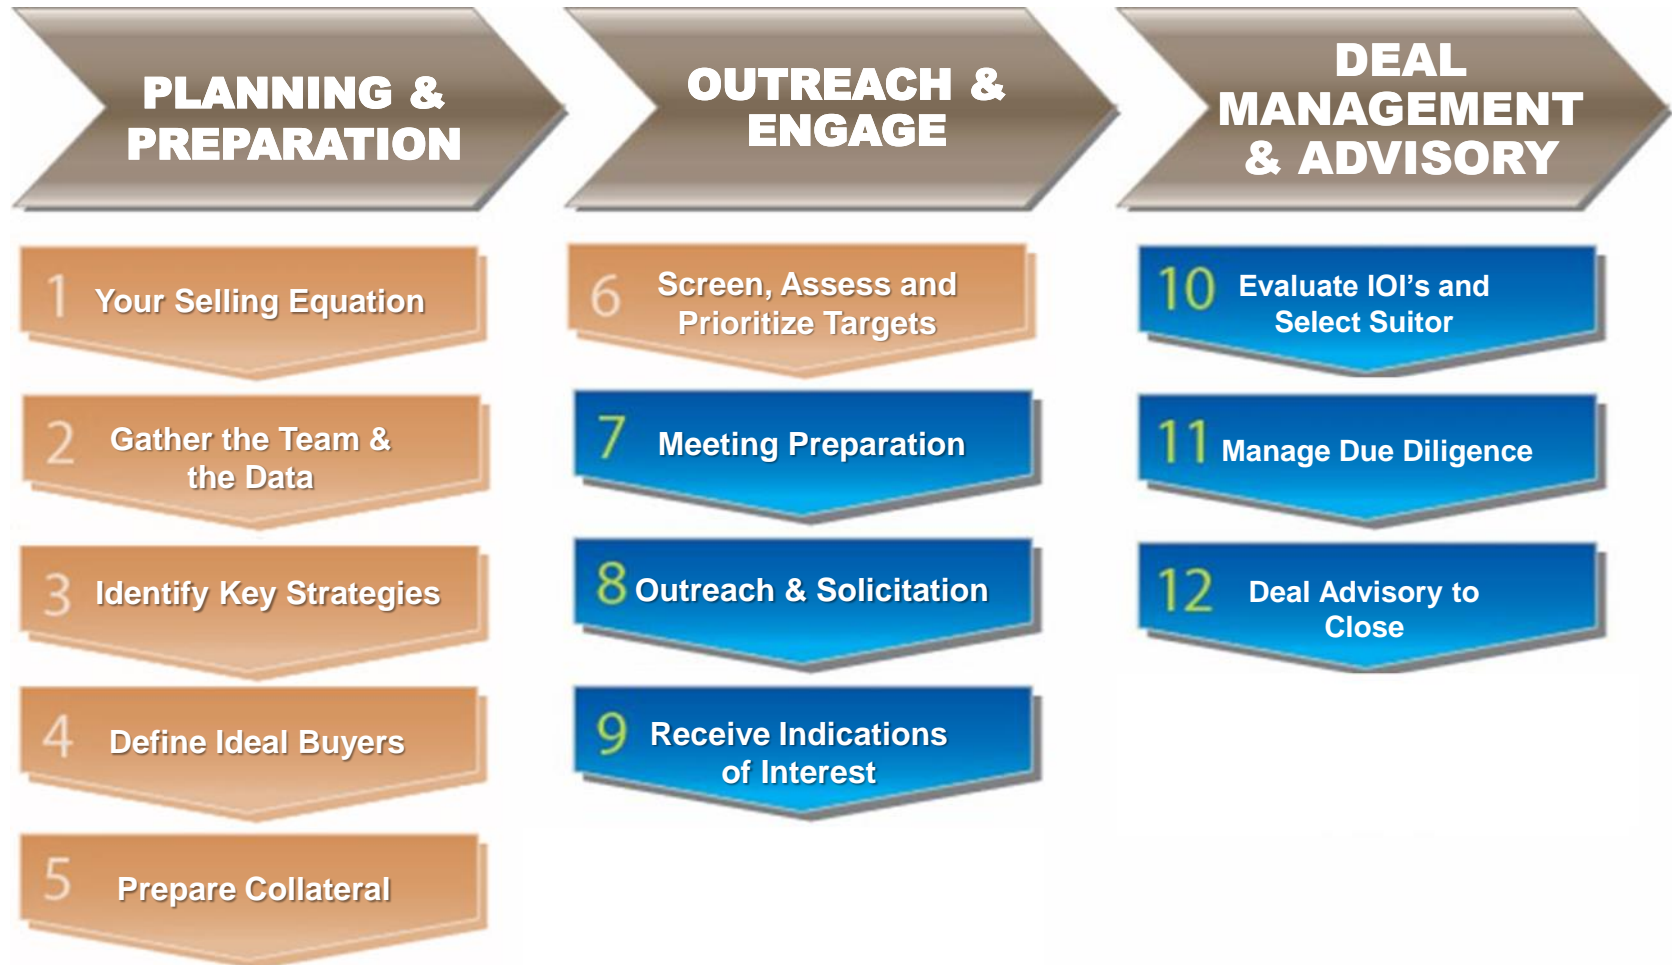 PLANNING &
PREPARATION
1 Your Selling Equation
2 Gather the Team &
the Data
3 Identify Key Strategies
4 Define Ideal Buyers
5 Prepare Collateral
OUTREACH &
ENGAGE
6 Screen, Assess and
Prioritize Targets
7 Meeting Preparation
8 Outreach & Solicitation
9 Receive Indications
of Interest
DEAL
MANAGEMENT
& ADVISORY
10 Evaluate IOI's and
Select Suitor
11 Manage Due Diligence
12 Deal Advisory to
Close